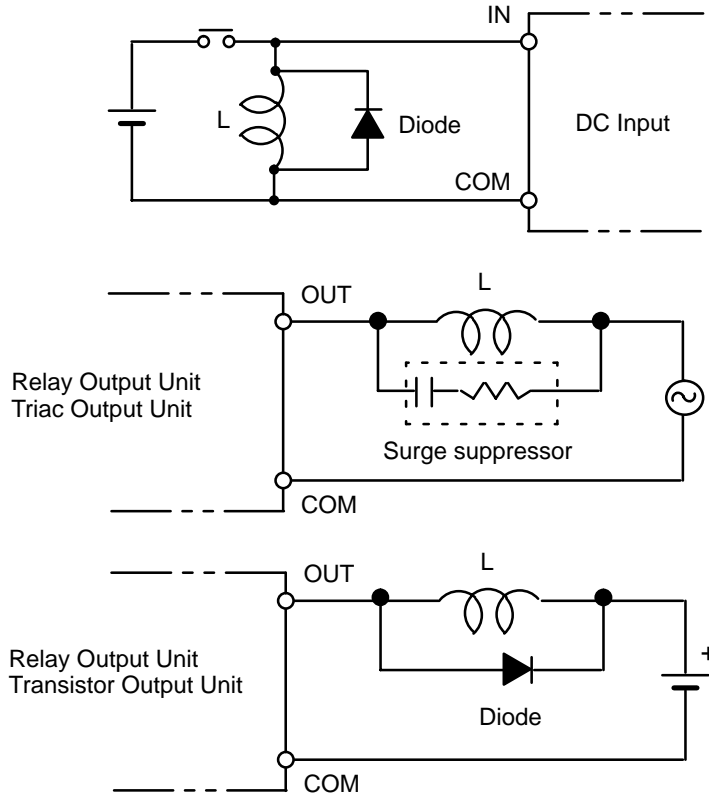 IN
L
Diode
DC Input
COM
OUT
L
Relay Output Unit
Triac Output Unit
Surge suppressor
COM
OUT
L
Relay Output Unit
Transistor Output Unit
+
Diode
COM